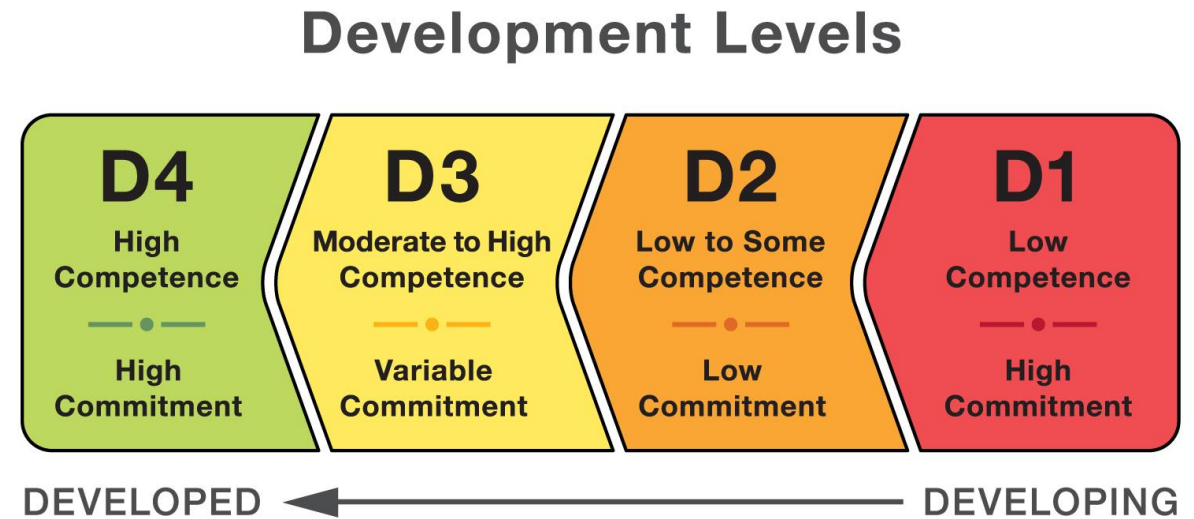 Development Levels
D4
High
Competence
High
Commitment
D3
Moderate to High
Competence
Variable
Commitment
D2
Low to Some
Competence
Low
Commitment
D1
Low
Competence
High
Commitment
DEVELOPED
DEVELOPING